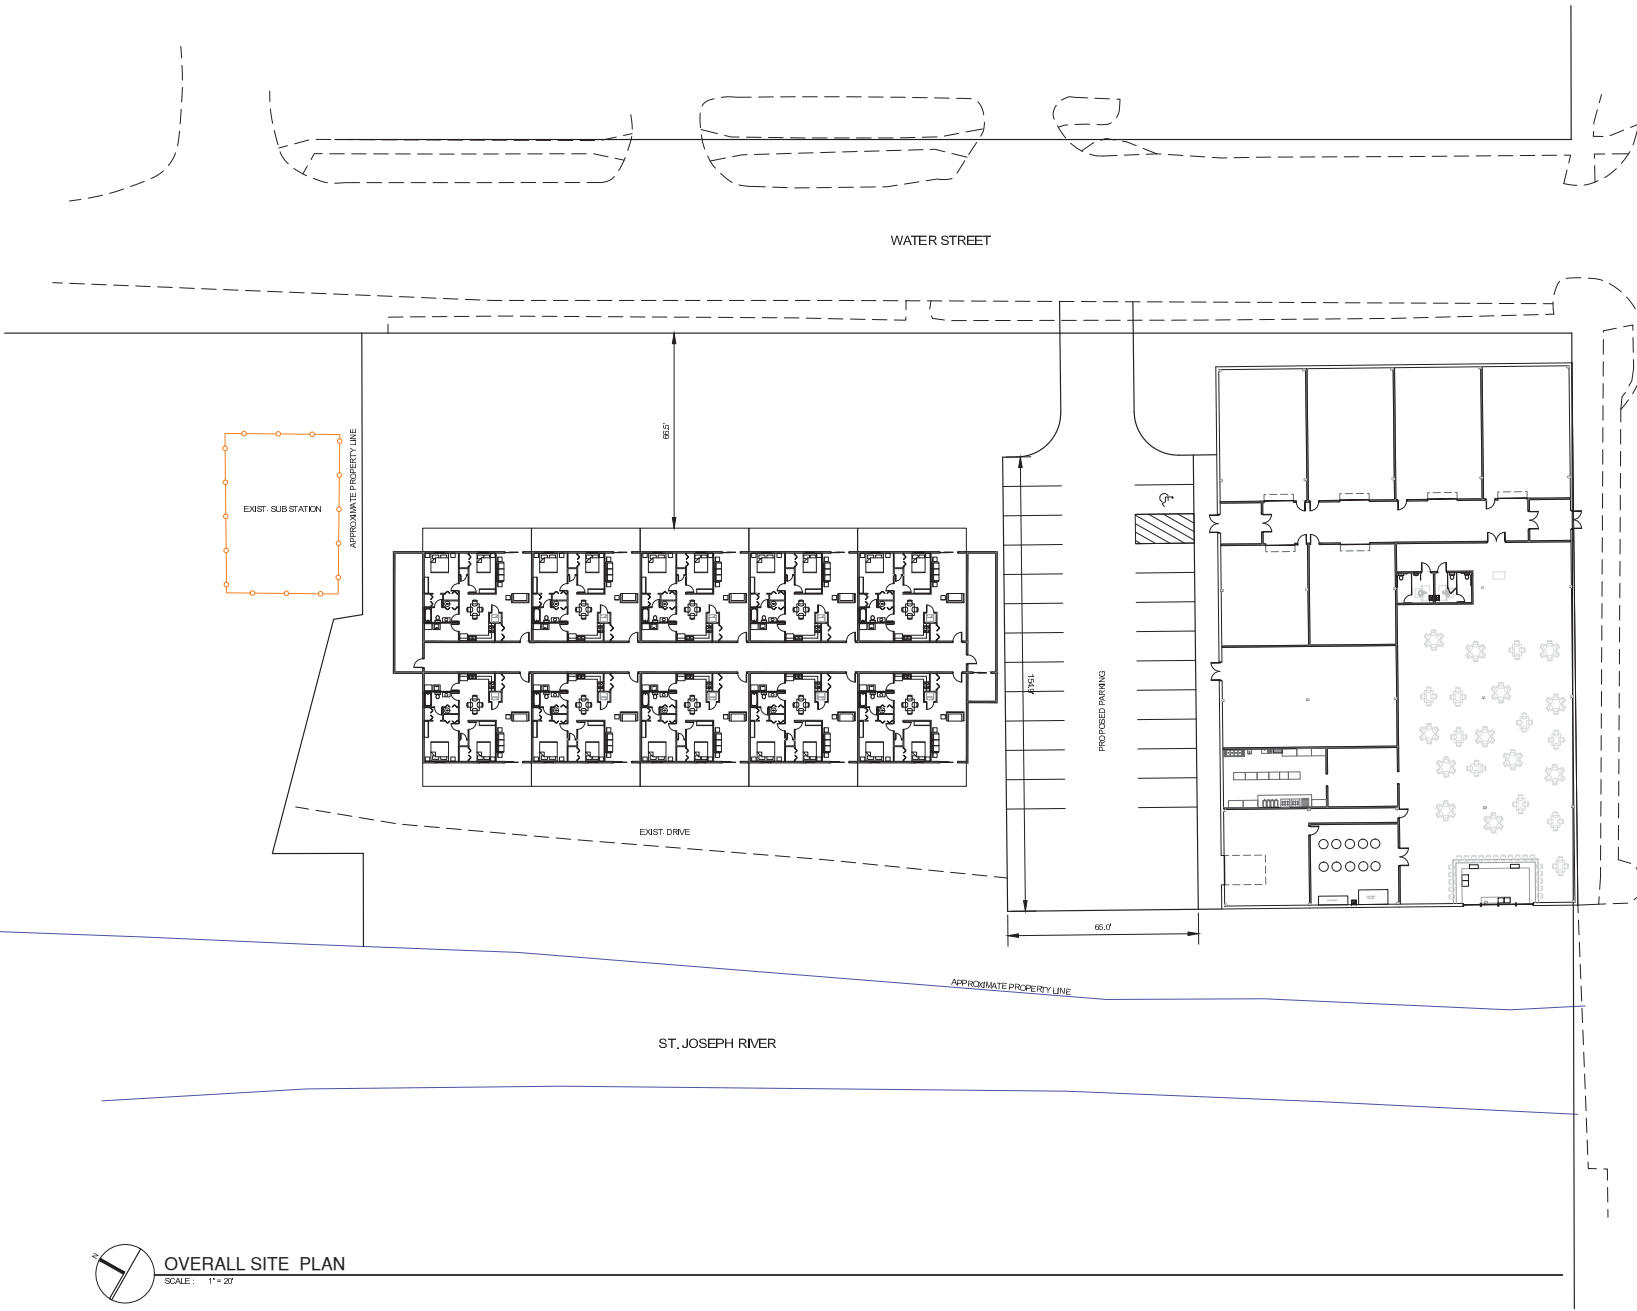 WATER STREET
66.5'
APPROXIMATE PROPERTY LINE
EXIST. SUB STATION
154.9'
PROPOSED PARKING
EXIST. DRIVE
65.0'
APPROXIMATE PROPERTY LINE
ST. JOSEPH RIVER
N
OVERALL SITE PLAN
SCALE : 1" = 20'